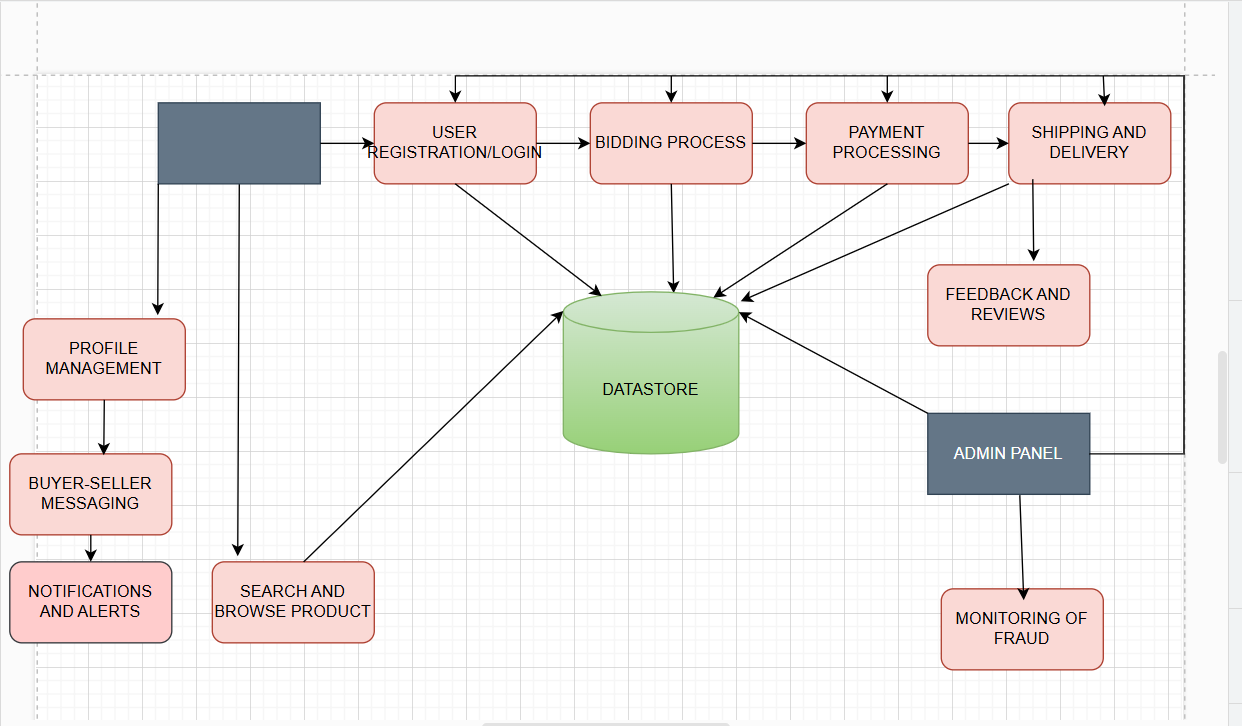 USER
REGISTRATION/LOGIN
BIDDING PROCESS
PAYMENT
PROCESSING
SHIPPING AND
DELIVERY
FEEDBACK AND
REVIEWS
PROFILE
MANAGEMENT
DATASTORE
ADMIN PANEL
BUYER-SELLER
MESSAGING
NOTIFICATIONS
AND ALERTS
SEARCH AND
BROWSE PRODUCT
MONITORING OF
FRAUD